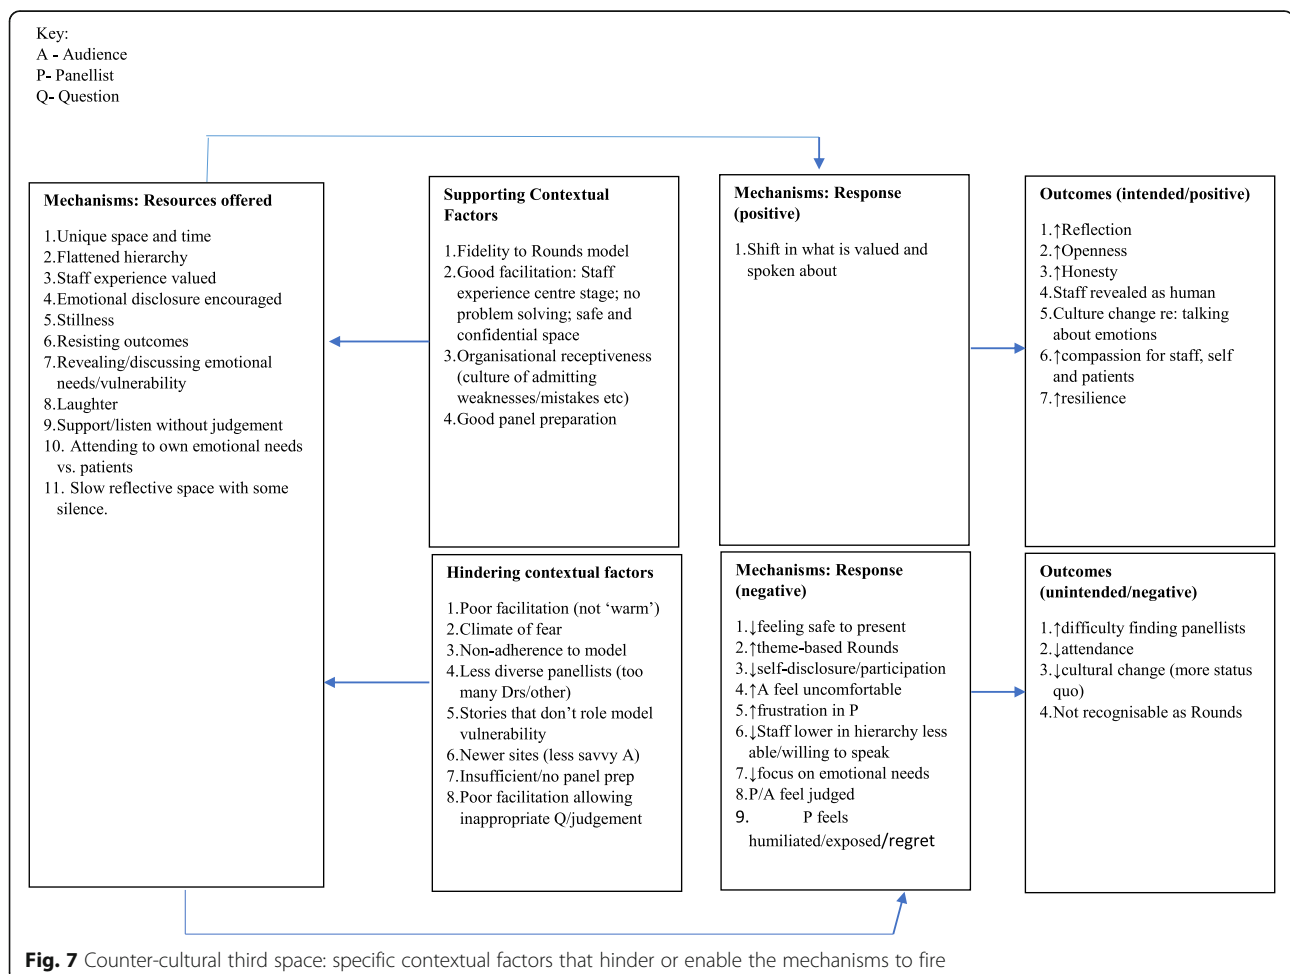 Key:
A - Audience
P- Panellist
Q- Question
Mechanisms: Resources offered
1.Unique space and time
2.Flattened hierarchy
3.Staff experience valued
4.Emotional disclosure encouraged
5.Stillness
6.Resisting outcomes
7.Revealing/discussing emotional
needs/vulnerability
8.Laughter
9.Support/listen without judgement
10. Attending to own emotional needs
vs. patients
11. Slow reflective space with some
silence.
Supporting Contextual
Factors
1.Fidelity to Rounds model
2.Good facilitation: Staff
experience centre stage; no
problem solving; safe and
confidential space
3.Organisational receptiveness
(culture of admitting
weaknesses/mistakes etc)
4.Good panel preparation
Hindering contextual factors
1.Poor facilitation (not ‘warm’)
2.Climate of fear
3.Non-adherence to model
4.Less diverse panellists (too
many Drs/other)
5.Stories that don’t role model
vulnerability
6.Newer sites (less savvy A)
7.Insufficient/no panel prep
8.Poor facilitation allowing
inappropriate Q/judgement
Mechanisms: Response
(positive)
1.Shift in what is valued and
spoken about
Mechanisms: Response
(negative)
1.↓feeling safe to present
2.↑theme-based Rounds
3.↓self-disclosure/participation
4.↑A feel uncomfortable
5.↑frustration in P
6.↓Staff lower in hierarchy less
able/willing to speak
7.↓focus on emotional needs
8.P/A feel judged
9. P feels
humiliated/exposed/regret
Outcomes (intended/positive)
1.↑Reflection
2.↑Openness
3.↑Honesty
4.Staff revealed as human
5.Culture change re: talking
about emotions
6.↑compassion for staff, self
and patients
7.↑resilience
Outcomes
(unintended/negative)
1.↑difficulty finding panellists
2.↓attendance
3.↓cultural change (more status
quo)
4.Not recognisable as Rounds
Fig. 7 Counter-cultural third space: specific contextual factors that hinder or enable the mechanisms to fire